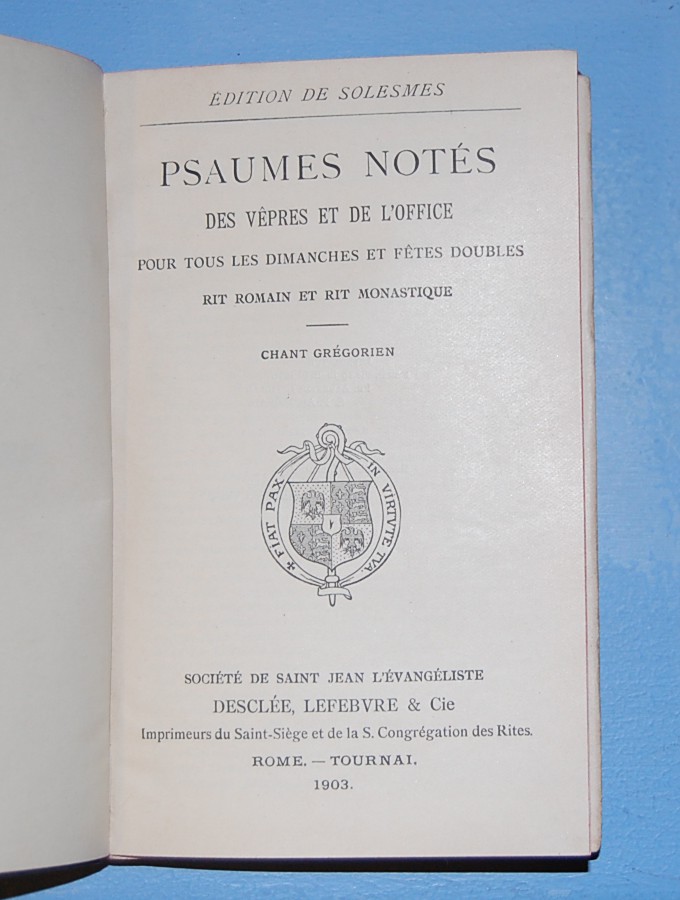 ÉDITION DE SOLESMES
PSAUMES NOTÉS
DES VÊPRES ET DE L'OFFICE
POUR TOUS LES DIMANCHES ET FÊTES DOUBLES
RIT ROMAIN ET RIT MONASTIQUE
CHANT GRÉGORIEN
✠ FIAT PAX IN VIRTVTE TVA.
SOCIÉTÉ DE SAINT JEAN L'ÉVANGÉLISTE
DESCLÉE, LEFEBVRE & Cie
Imprimeurs du Saint-Siège et de la S. Congrégation des Rites.
ROME. — TOURNAI.
1903.